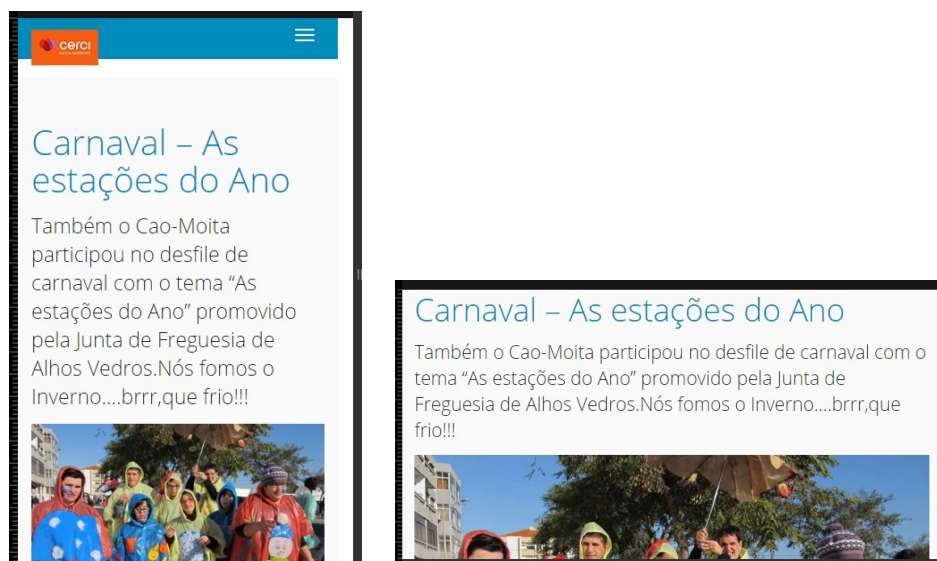 cerci
Carnaval – As
estações do Ano
Também o Cao-Moita
participou no desfile de
carnaval com o tema “As
estações do Ano” promovido
pela Junta de Freguesia de
Alhos Vedros.Nós fomos o
Inverno....brrr,que frio!!!
Carnaval – As estações do Ano
Também o Cao-Moita participou no desfile de carnaval com o
tema “As estações do Ano” promovido pela Junta de
Freguesia de Alhos Vedros.Nós fomos o Inverno....brrr,que
frio!!!